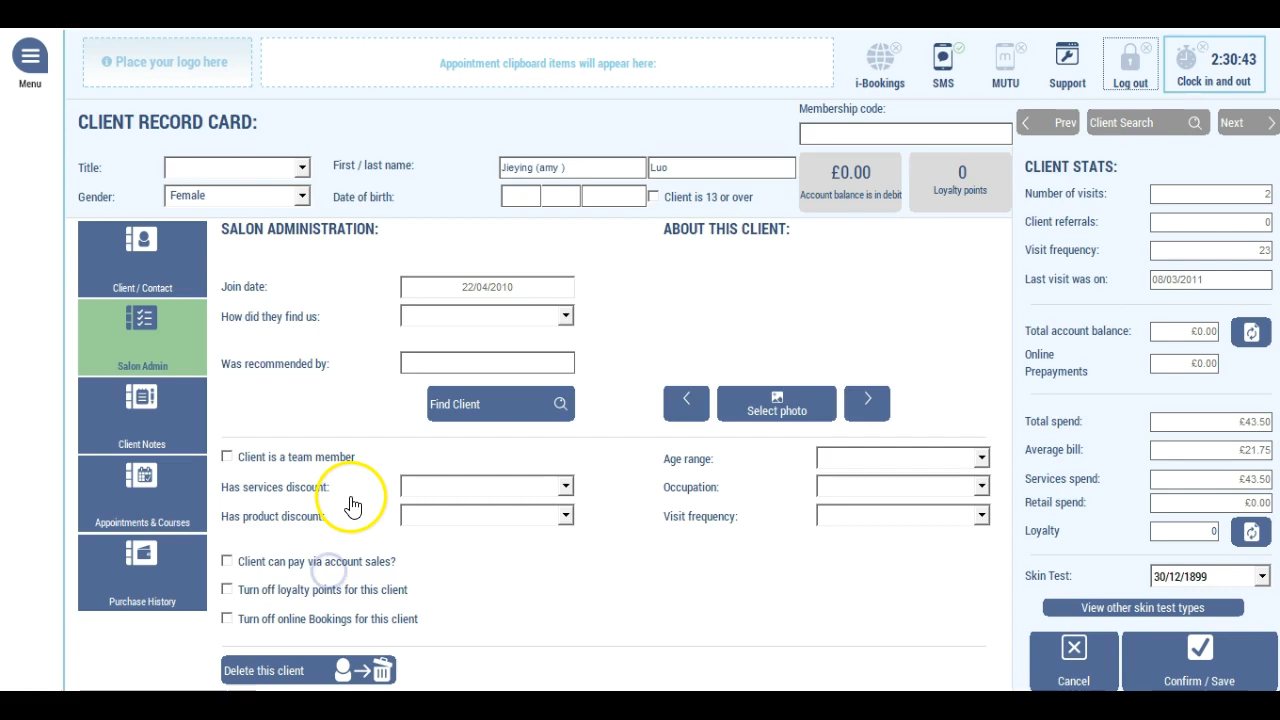 Menu
Place your logo here
Appointment clipboard items will appear here:
i-Bookings
SMS
MUTU
Support
Log out
2:30:43
Clock in and out
CLIENT RECORD CARD:
Membership code:
Prev
Client Search
Next
Title:
First / last name:
Jieying (amy )
Luo
Gender:
Female
Date of birth:
Client is 13 or over
£0.00
Account balance is in debit
0
Loyalty points
Client / Contact
Salon Admin
Client Notes
Appointments & Courses
Purchase History
SALON ADMINISTRATION:
Join date:
22/04/2010
How did they find us:
Was recommended by:
Find Client
Client is a team member
Has services discount:
Has product discount:
Client can pay via account sales?
Turn off loyalty points for this client
Turn off online Bookings for this client
Delete this client
ABOUT THIS CLIENT:
Select photo
Age range:
Occupation:
Visit frequency:
CLIENT STATS:
Number of visits:
2
Client referrals:
0
Visit frequency:
23
Last visit was on:
08/03/2011
Total account balance:
£0.00
Online
Prepayments
£0.00
Total spend:
£43.50
Average bill:
£21.75
Services spend:
£43.50
Retail spend:
£0.00
Loyalty
0
Skin Test:
30/12/1899
View other skin test types
Cancel
Confirm / Save